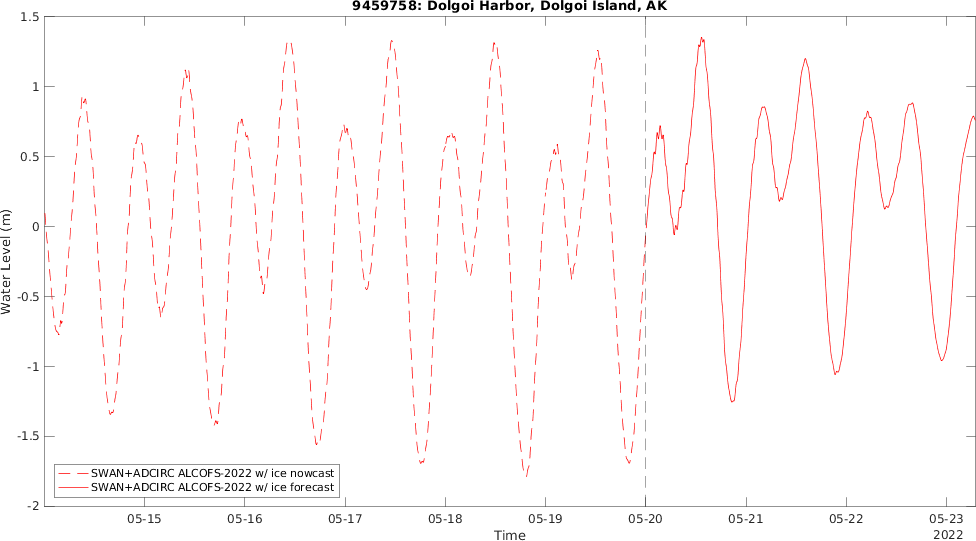 9459758: Dolgoi Harbor, Dolgoi Island, AK
Water Level (m)
1.5
1
0.5
0
-0.5
-1
-1.5
-2
SWAN+ADCIRC ALCOFS-2022 w/ ice nowcast
SWAN+ADCIRC ALCOFS-2022 w/ ice forecast
05-15 05-16 05-17 05-18 05-19 05-20 05-21 05-22 05-23
Time 2022